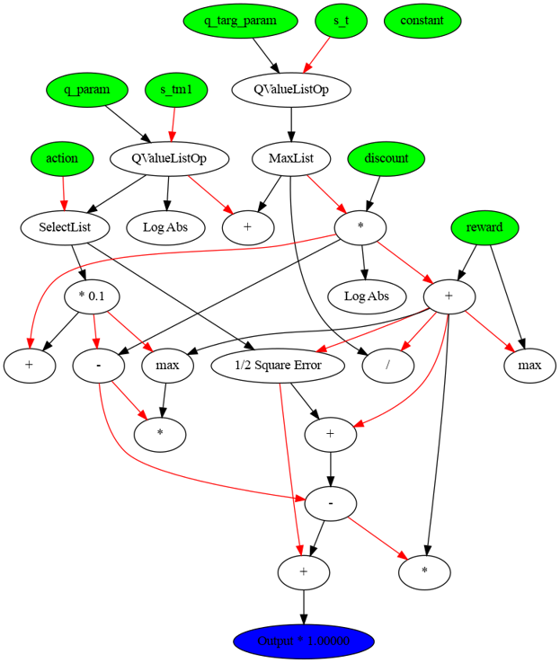 q_targ_param
s_t
constant
q_param
s_tm1
QValueListOp
action
QValueListOp
MaxList
discount
SelectList
Log Abs
+
*
reward
* 0.1
Log Abs
+
+
-
max
1/2 Square Error
/
max
*
+
-
+
*
Output * 1.00000